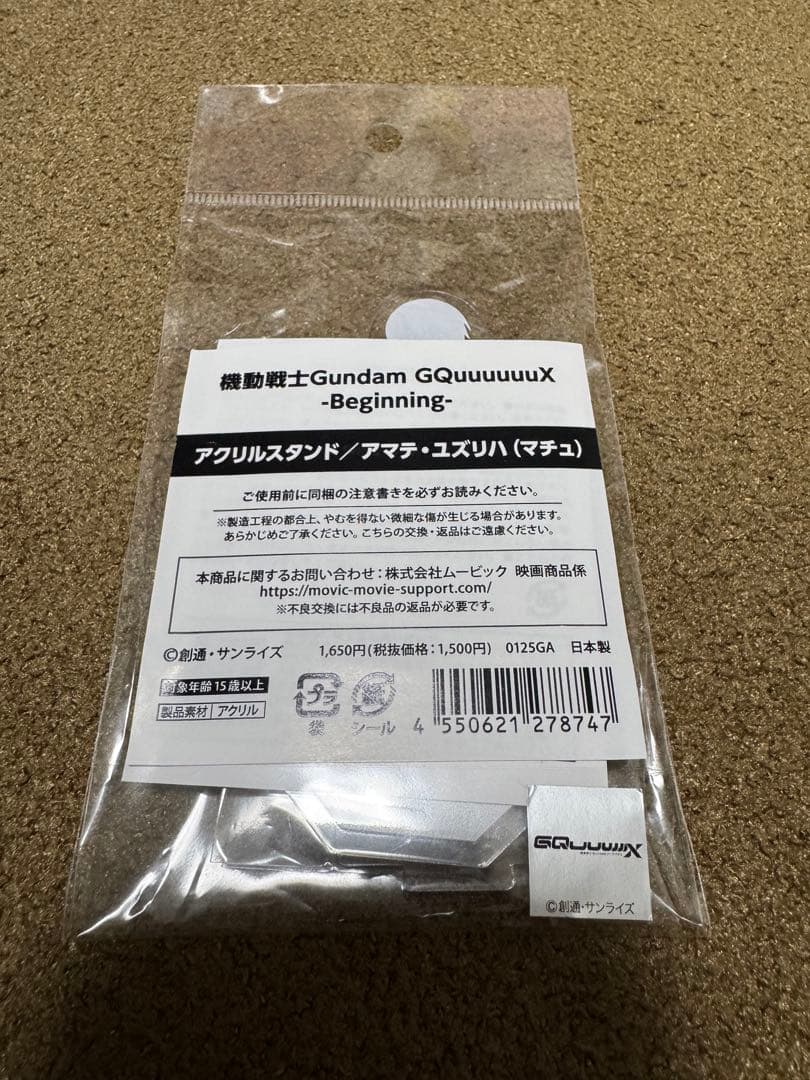 機動戦士Gundam GQuuuuuuX
-Beginning-
アクリルスタンド／アマテ・ユズリハ（マチュ）
ご使用前に同梱の注意書きを必ずお読みください。
※製造工程の都合上、やむを得ない微細な傷が生じる場合があります。
あらかじめご了承ください。こちらの交換・返品はご遠慮ください。
本商品に関するお問い合わせ：株式会社ムービック 映画商品係
https://movic-movie-support.com/
※不良交換には不良品の返品が必要です。
©創通・サンライズ 1,650円(税抜価格：1,500円) 0125GA 日本製
対象年齢15歳以上
製品素材 アクリル
プラ 紙
袋 シール
4 550621 278747
GQuuuuuuX
©創通・サンライズ